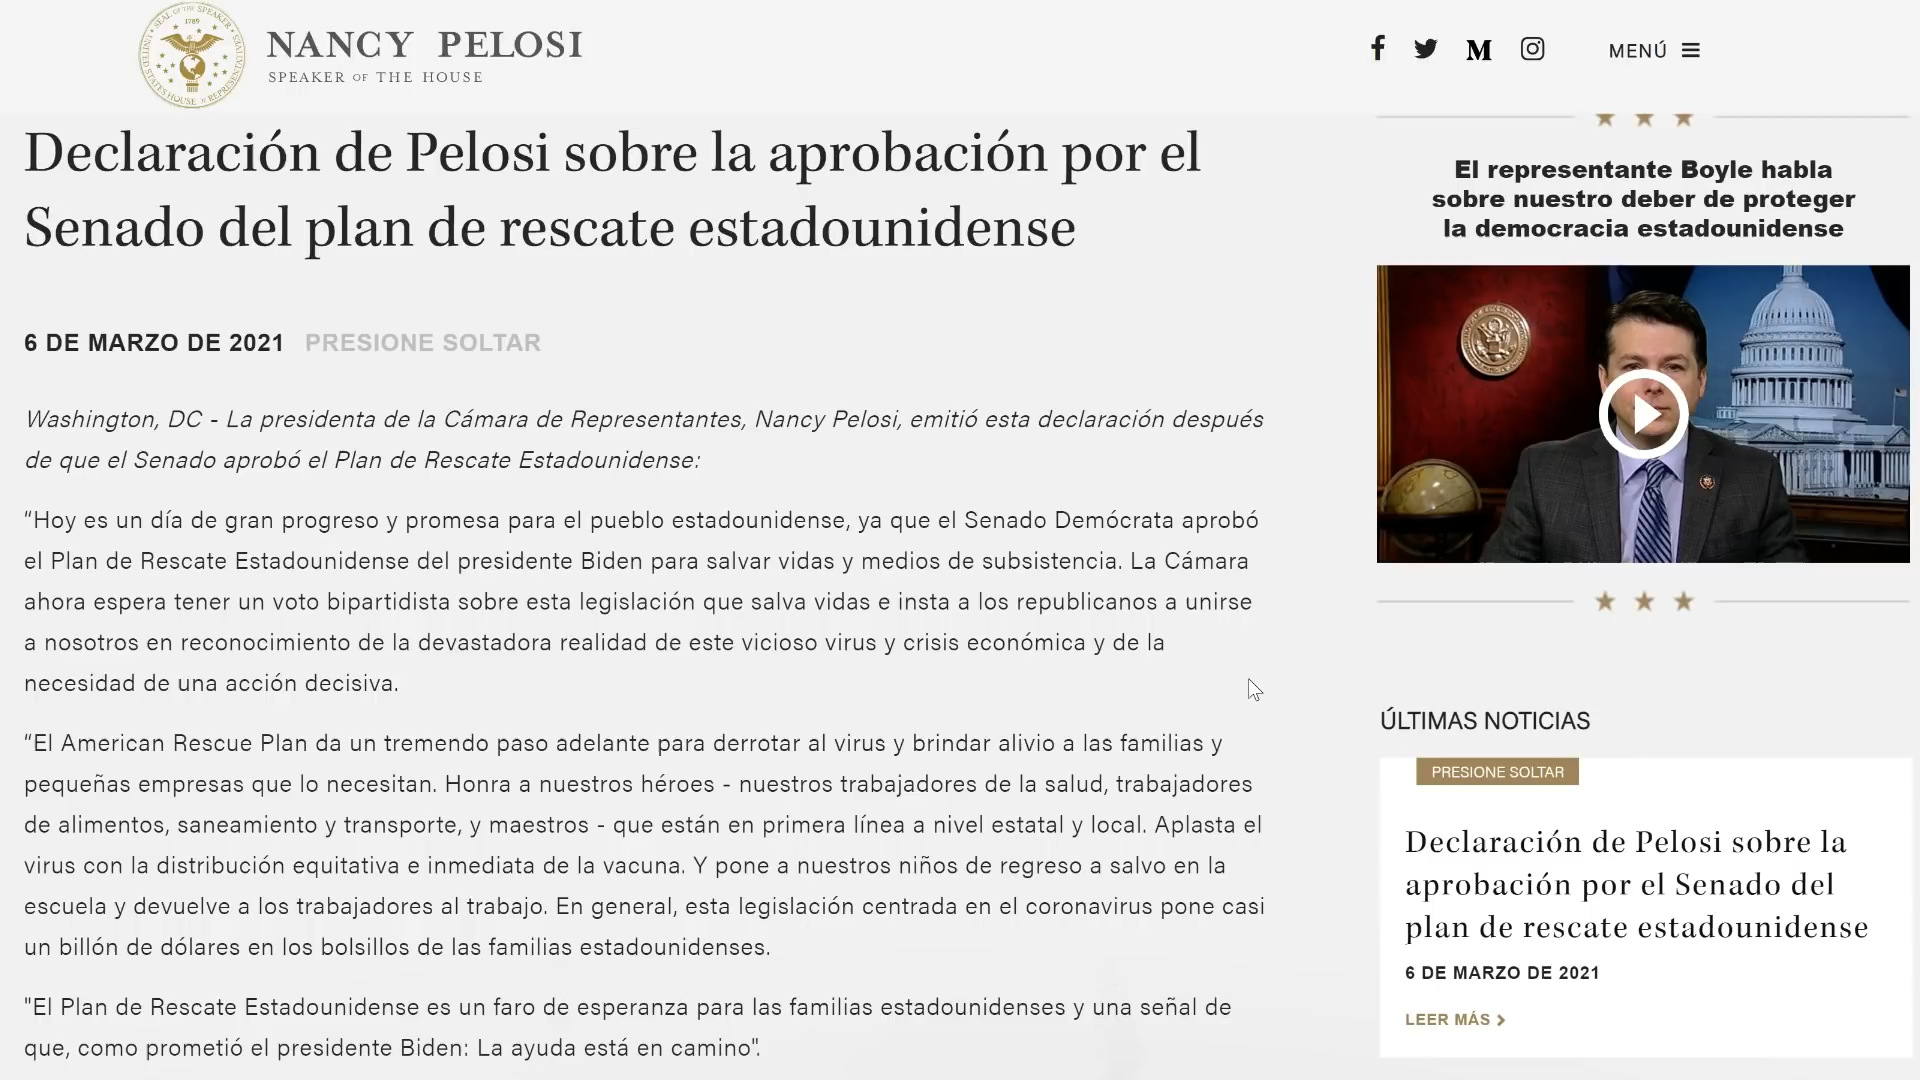 NANCY PELOSI
SPEAKER OF THE HOUSE
MENÚ
Declaración de Pelosi sobre la aprobación por el
Senado del plan de rescate estadounidense
6 DE MARZO DE 2021 PRESIONE SOLTAR
Washington, DC - La presidenta de la Cámara de Representantes, Nancy Pelosi, emitió esta declaración después
de que el Senado aprobó el Plan de Rescate Estadounidense:
“Hoy es un día de gran progreso y promesa para el pueblo estadounidense, ya que el Senado Demócrata aprobó
el Plan de Rescate Estadounidense del presidente Biden para salvar vidas y medios de subsistencia. La Cámara
ahora espera tener un voto bipartidista sobre esta legislación que salva vidas e insta a los republicanos a unirse
a nosotros en reconocimiento de la devastadora realidad de este vicioso virus y crisis económica y de la
necesidad de una acción decisiva.
“El American Rescue Plan da un tremendo paso adelante para derrotar al virus y brindar alivio a las familias y
pequeñas empresas que lo necesitan. Honra a nuestros héroes - nuestros trabajadores de la salud, trabajadores
de alimentos, saneamiento y transporte, y maestros - que están en primera línea a nivel estatal y local. Aplasta el
virus con la distribución equitativa e inmediata de la vacuna. Y pone a nuestros niños de regreso a salvo en la
escuela y devuelve a los trabajadores al trabajo. En general, esta legislación centrada en el coronavirus pone casi
un billón de dólares en los bolsillos de las familias estadounidenses.
"El Plan de Rescate Estadounidense es un faro de esperanza para las familias estadounidenses y una señal de
que, como prometió el presidente Biden: La ayuda está en camino".
El representante Boyle habla
sobre nuestro deber de proteger
la democracia estadounidense
ÚLTIMAS NOTICIAS
PRESIONE SOLTAR
Declaración de Pelosi sobre la
aprobación por el Senado del
plan de rescate estadounidense
6 DE MARZO DE 2021
LEER MÁS
SEAL OF THE SPEAKER
1789
UNITED STATES HOUSE OF REPRESENTATIVES